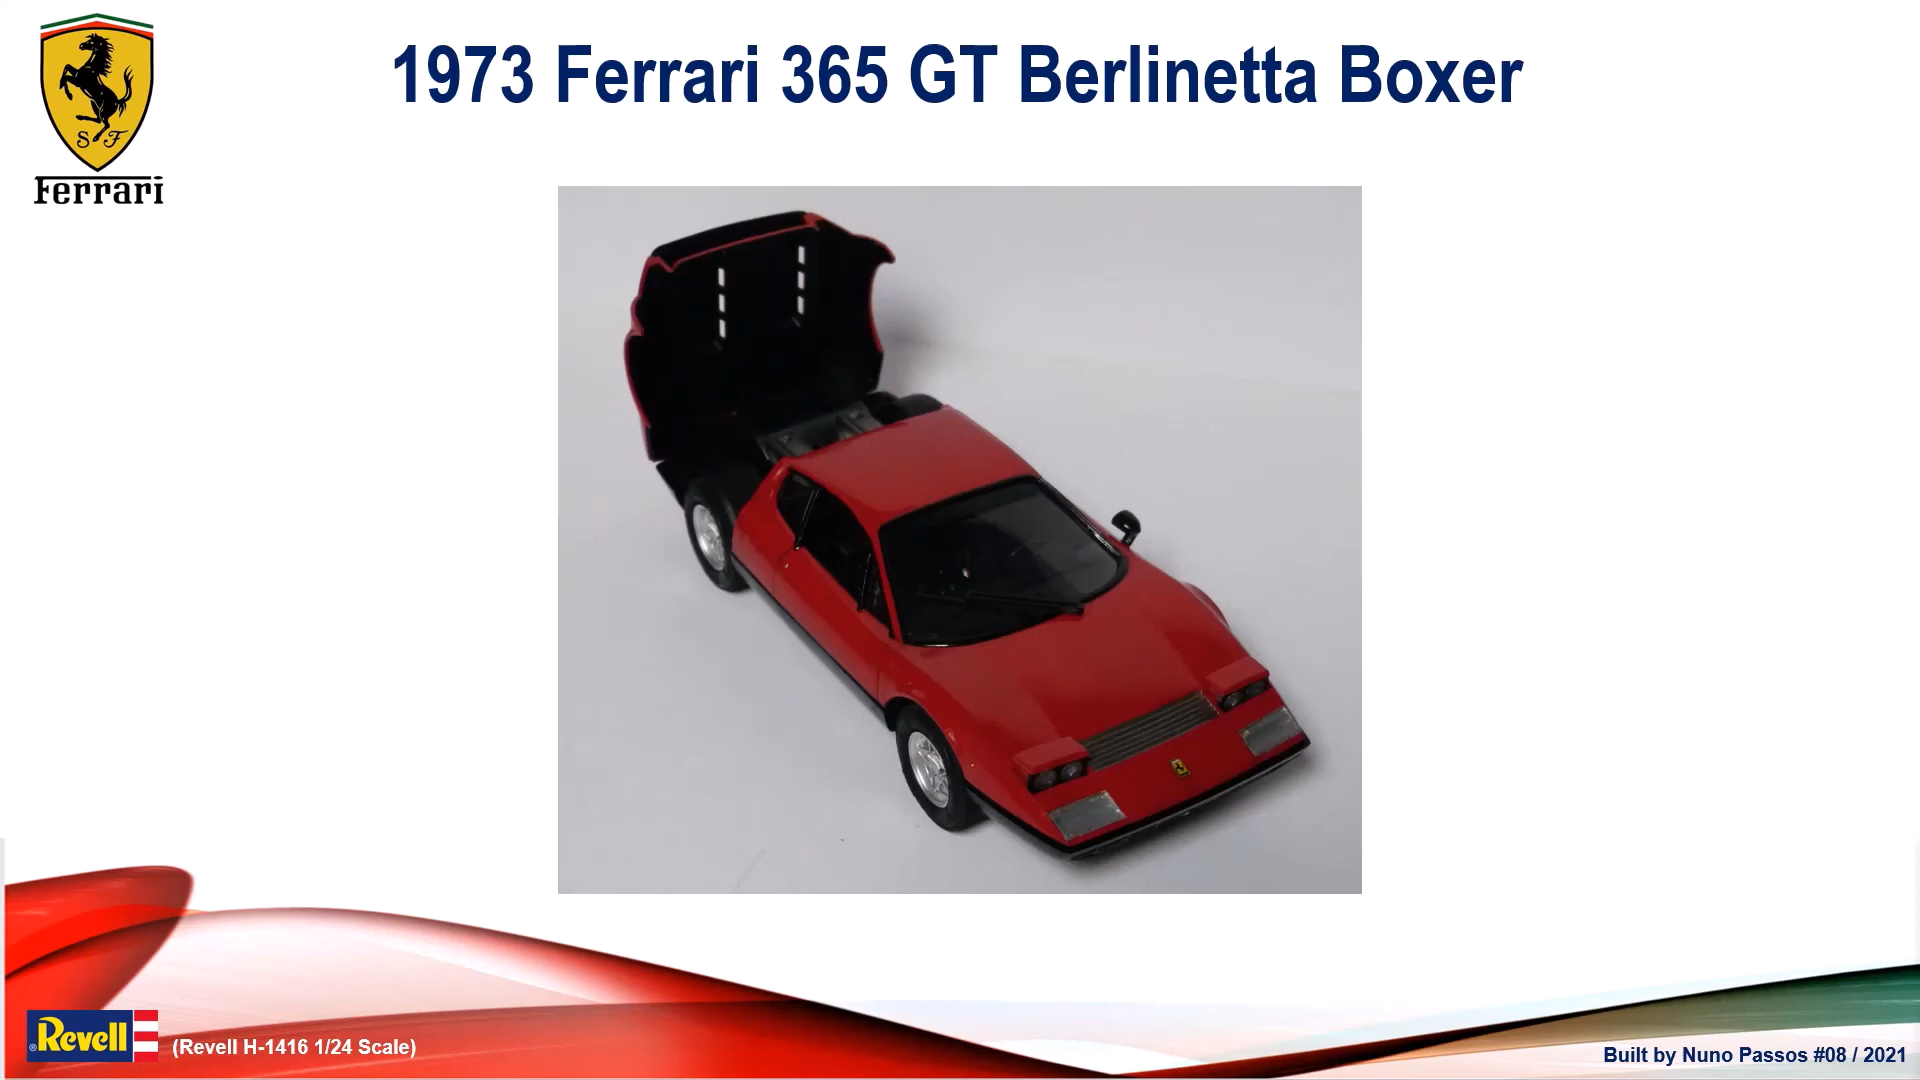 1973 Ferrari 365 GT Berlinetta Boxer
S F
Ferrari
Revell
(Revell H-1416 1/24 Scale)
Built by Nuno Passos #08 / 2021